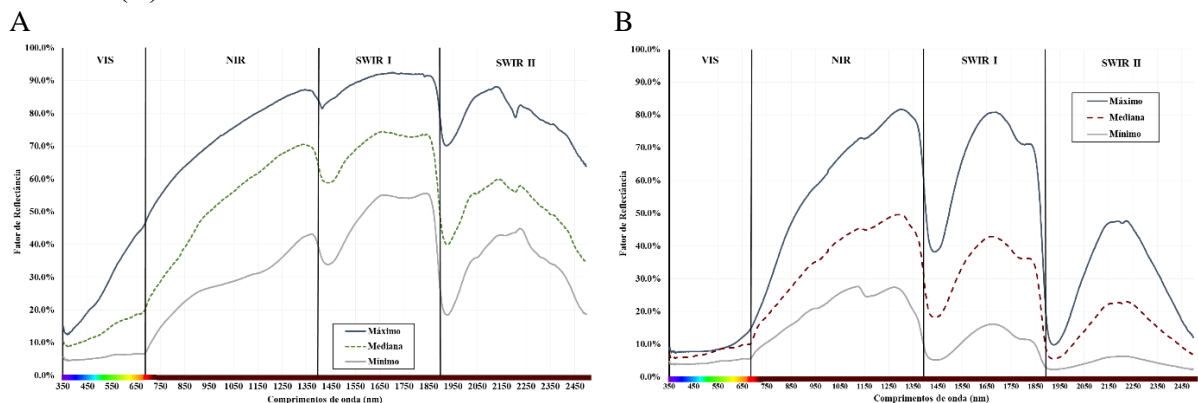 A
100.0%
90.0%
80.0%
70.0%
60.0%
50.0%
40.0%
30.0%
20.0%
10.0%
0.0%
Fator de Reflectância
VIS
NIR
SWIR I
SWIR II
Máximo
Mediana
Mínimo
350 450 550 650 750 850 950 1050 1150 1250 1350 1450 1550 1650 1750 1850 1950 2050 2150 2250 2350 2450
Comprimentos de onda (nm)
B
100.0%
90.0%
80.0%
70.0%
60.0%
50.0%
40.0%
30.0%
20.0%
10.0%
0.0%
Fator de Reflectância
VIS
NIR
SWIR I
SWIR II
Máximo
Mediana
Mínimo
350 450 550 650 750 850 950 1050 1150 1250 1350 1450 1550 1650 1750 1850 1950 2050 2150 2250 2350 2450
Comprimentos de onda (nm)